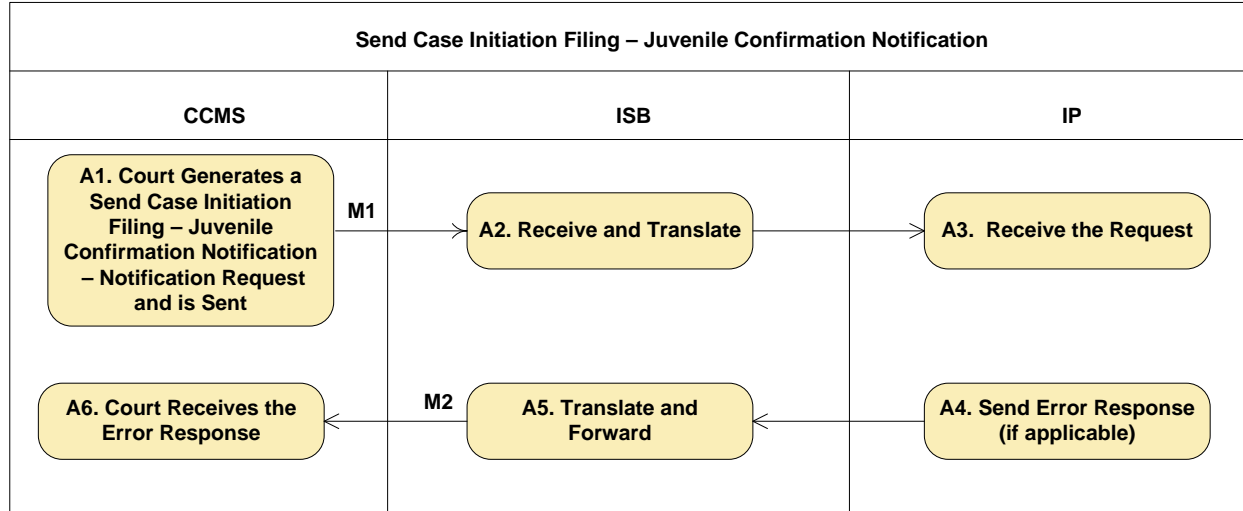 Send Case Initiation Filing – Juvenile Confirmation Notification
CCMS
ISB
IP
A1. Court Generates a
Send Case Initiation
Filing – Juvenile
Confirmation Notification
– Notification Request
and is Sent
M1
A2. Receive and Translate
A3.  Receive the Request
A6. Court Receives the
Error Response
M2
A5. Translate and
Forward
A4. Send Error Response
(if applicable)